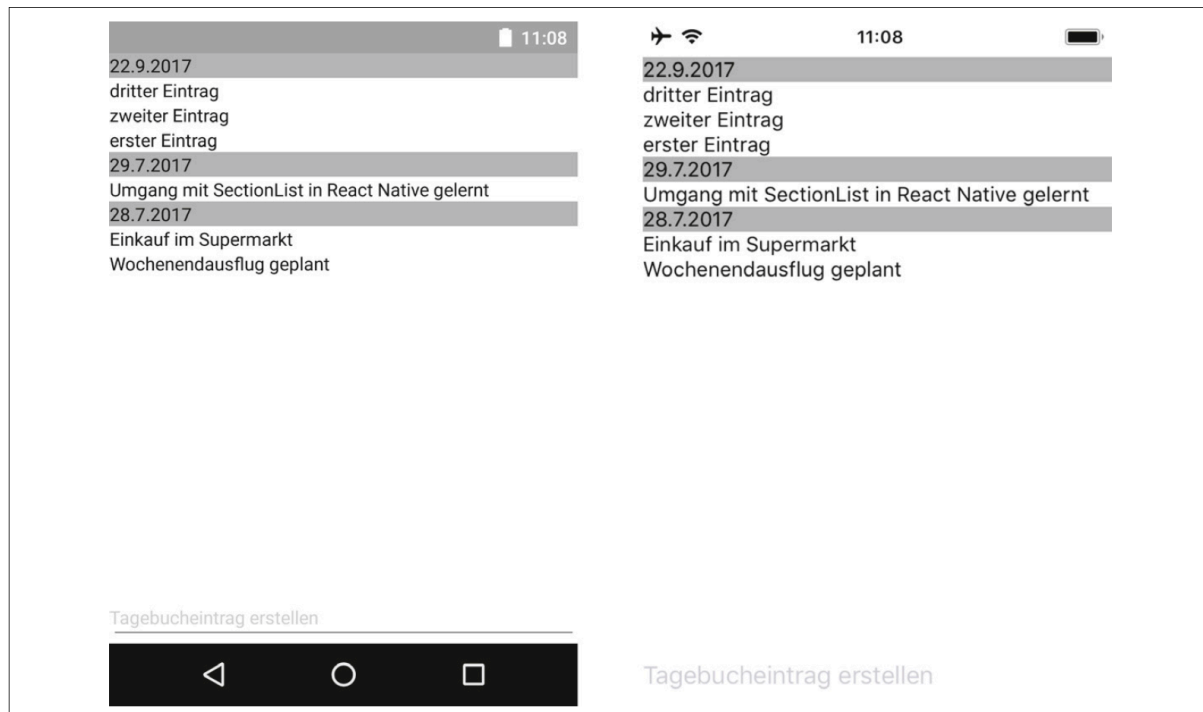 11:08
22.9.2017
dritter Eintrag
zweiter Eintrag
erster Eintrag
29.7.2017
Umgang mit SectionList in React Native gelernt
28.7.2017
Einkauf im Supermarkt
Wochenendausflug geplant
Tagebucheintrag erstellen
11:08
22.9.2017
dritter Eintrag
zweiter Eintrag
erster Eintrag
29.7.2017
Umgang mit SectionList in React Native gelernt
28.7.2017
Einkauf im Supermarkt
Wochenendausflug geplant
Tagebucheintrag erstellen